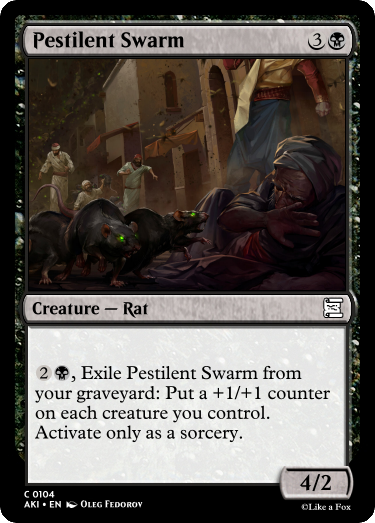 Pestilent Swarm 3
Creature — Rat
2, Exile Pestilent Swarm from
your graveyard: Put a +1/+1 counter
on each creature you control.
Activate only as a sorcery.
4/2
C 0104
AKI • EN Oleg Fedorov
©Like a Fox